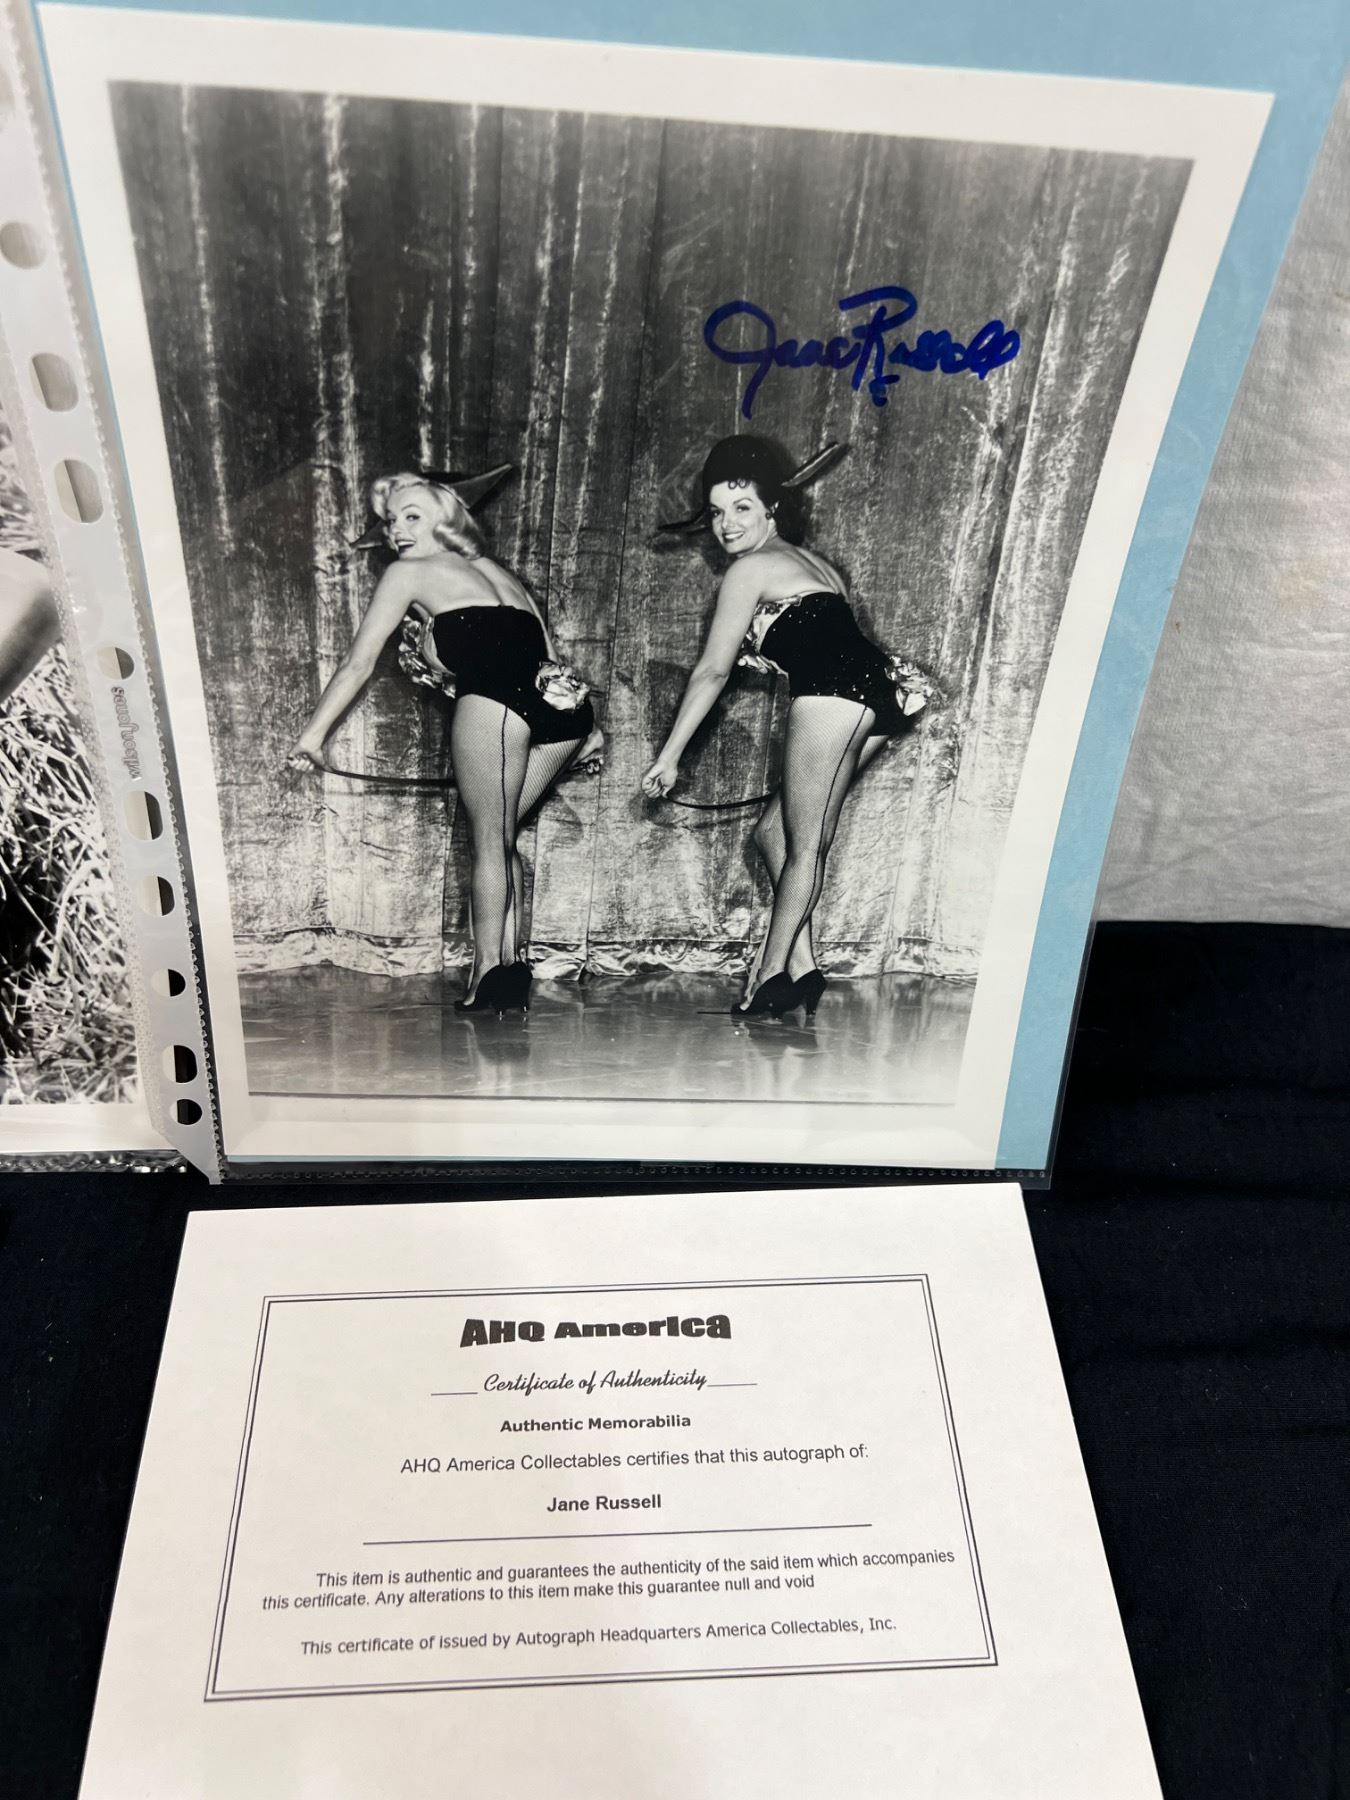 Jane Russell
wilsonjones
AHQ America
Certificate of Authenticity
Authentic Memorabilia
AHQ America Collectables certifies that this autograph of:
Jane Russell
This item is authentic and guarantees the authenticity of the said item which accompanies
this certificate. Any alterations to this item make this guarantee null and void
This certificate of issued by Autograph Headquarters America Collectables, Inc.